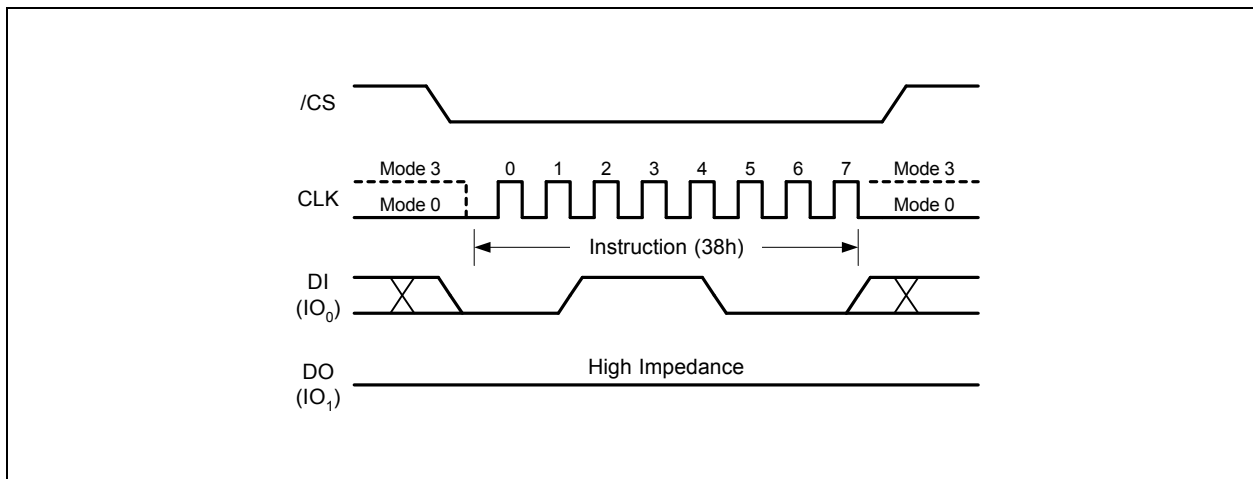 /CS
Mode 3 0 1 2 3 4 5 6 7 Mode 3
CLK
Mode 0 Mode 0
Instruction (38h)
DI
(IO₀)
High Impedance
DO
(IO₁)